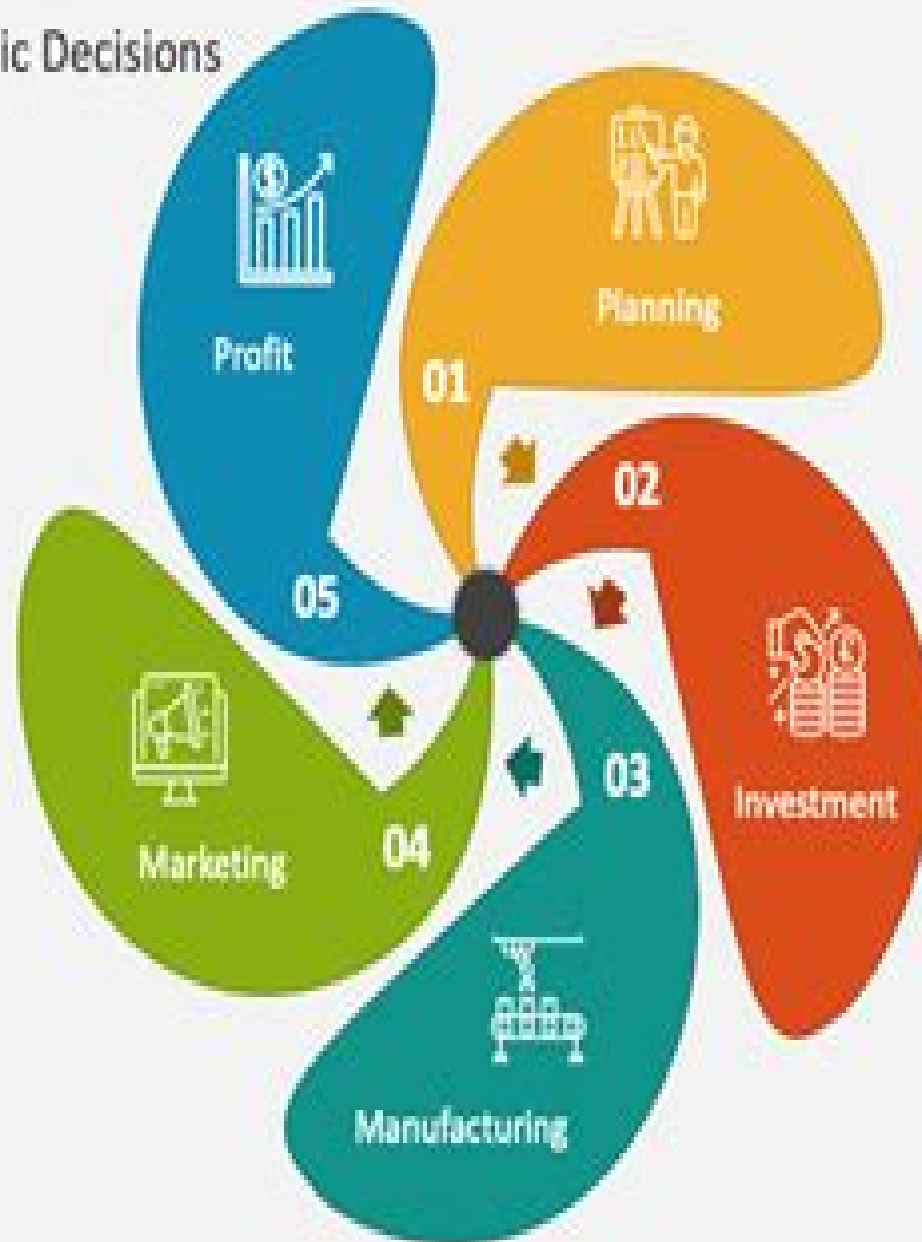 ic Decisions
01
Planning
02
Investment
03
Manufacturing
04
Marketing
05
Profit